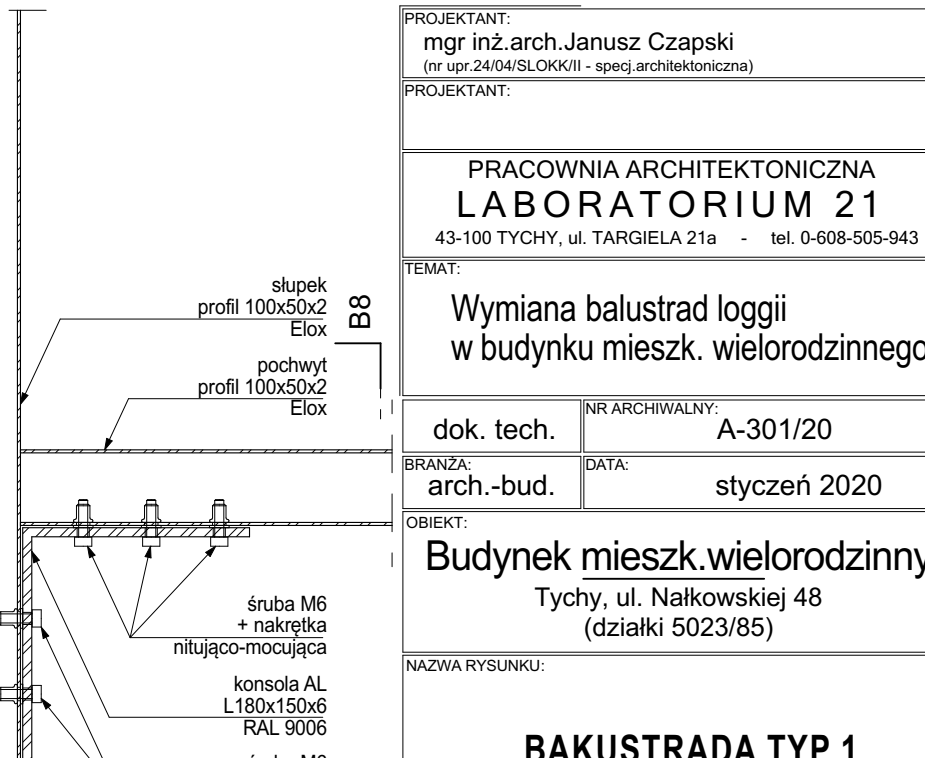 słupek
profil 100x50x2
Elox
B8
pochwyt
profil 100x50x2
Elox
śruba M6
+ nakrętka
nitująco-mocująca
konsola AL
L180x150x6
RAL 9006
PROJEKTANT:
mgr inż.arch.Janusz Czapski
(nr upr.24/04/SLOKK/II - specj.architektoniczna)
PROJEKTANT:
PRACOWNIA ARCHITEKTONICZNA
LABORATORIUM 21
43-100 TYCHY, ul. TARGIELA 21a - tel. 0-608-505-943
TEMAT:
Wymiana balustrad loggii
w budynku mieszk. wielorodzinnego
dok. tech.
NR ARCHIWALNY:
A-301/20
BRANŻA:
arch.-bud.
DATA:
styczeń 2020
OBIEKT:
Budynek mieszk.wielorodzinny
Tychy, ul. Nałkowskiej 48
(działki 5023/85)
NAZWA RYSUNKU:
BAKUSTRADA TYP 1